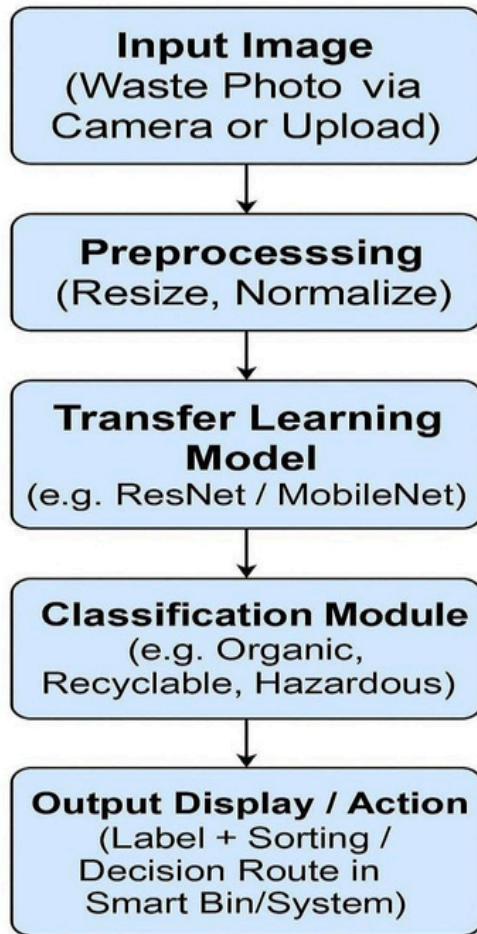 Input Image
(Waste Photo via
Camera or Upload)
Preprocesssing
(Resize, Normalize)
Transfer Learning
Model
(e.g. ResNet / MobileNet)
Classification Module
(e.g. Organic,
Recyclable, Hazardous)
Output Display / Action
(Label + Sorting /
Decision Route in
Smart Bin/System)